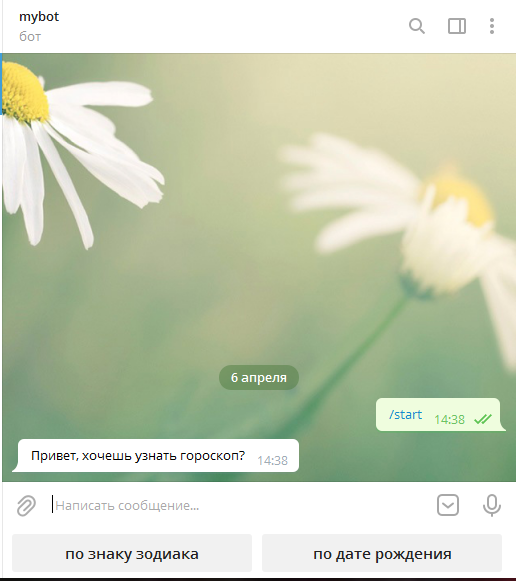 mybot
бот
6 апреля
/start 14:38
Привет, хочешь узнать гороскоп? 14:38
Написать сообщение...
по знаку зодиака
по дате рождения